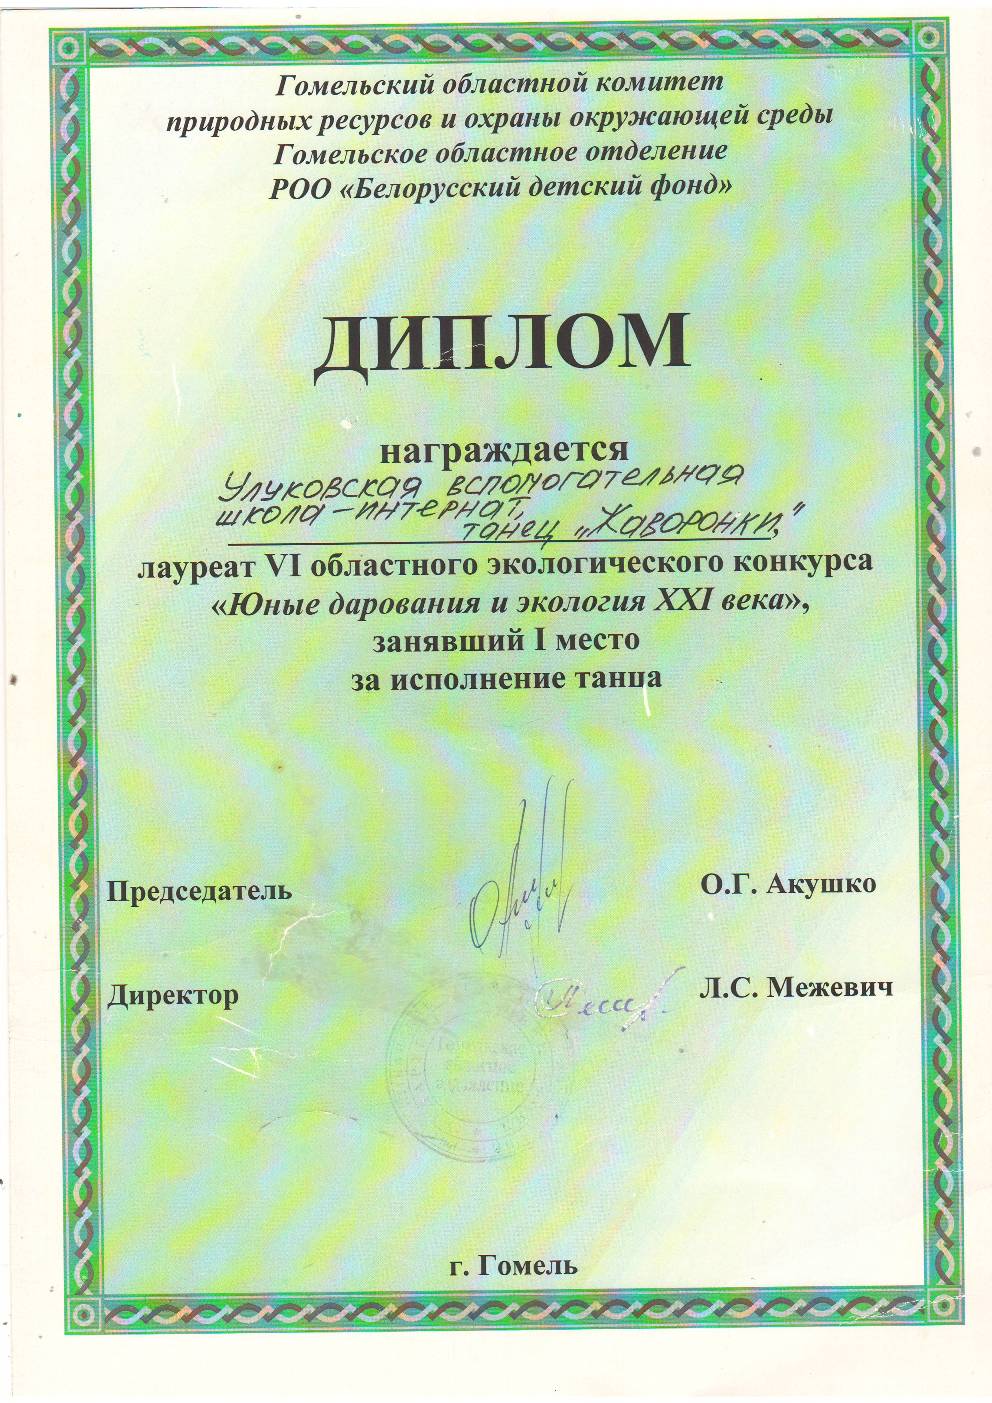 Гомельский областной комитет
природных ресурсов и охраны окружающей среды
Гомельское областное отделение
РОО «Белорусский детский фонд»
ДИПЛОМ
награждается
Улуковская вспомогательная
школа-интернат,
танец „Жаворонки,"
лауреат VI областного экологического конкурса
«Юные дарования и экология XXI века»,
занявший I место
за исполнение танца
Председатель
О.Г. Акушко
Директор
Л.С. Межевич
г. Гомель